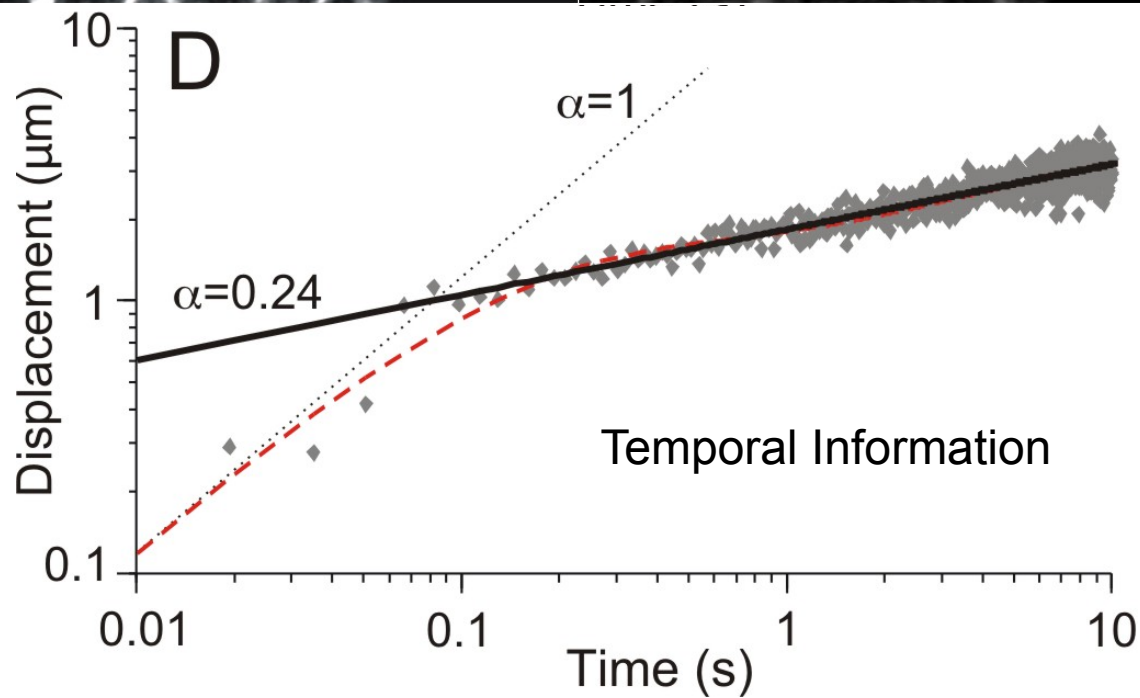 10
D
α=1
Displacement (µm)
1
α=0.24
Temporal Information
0.1
0.01
0.1
1
10
Time (s)